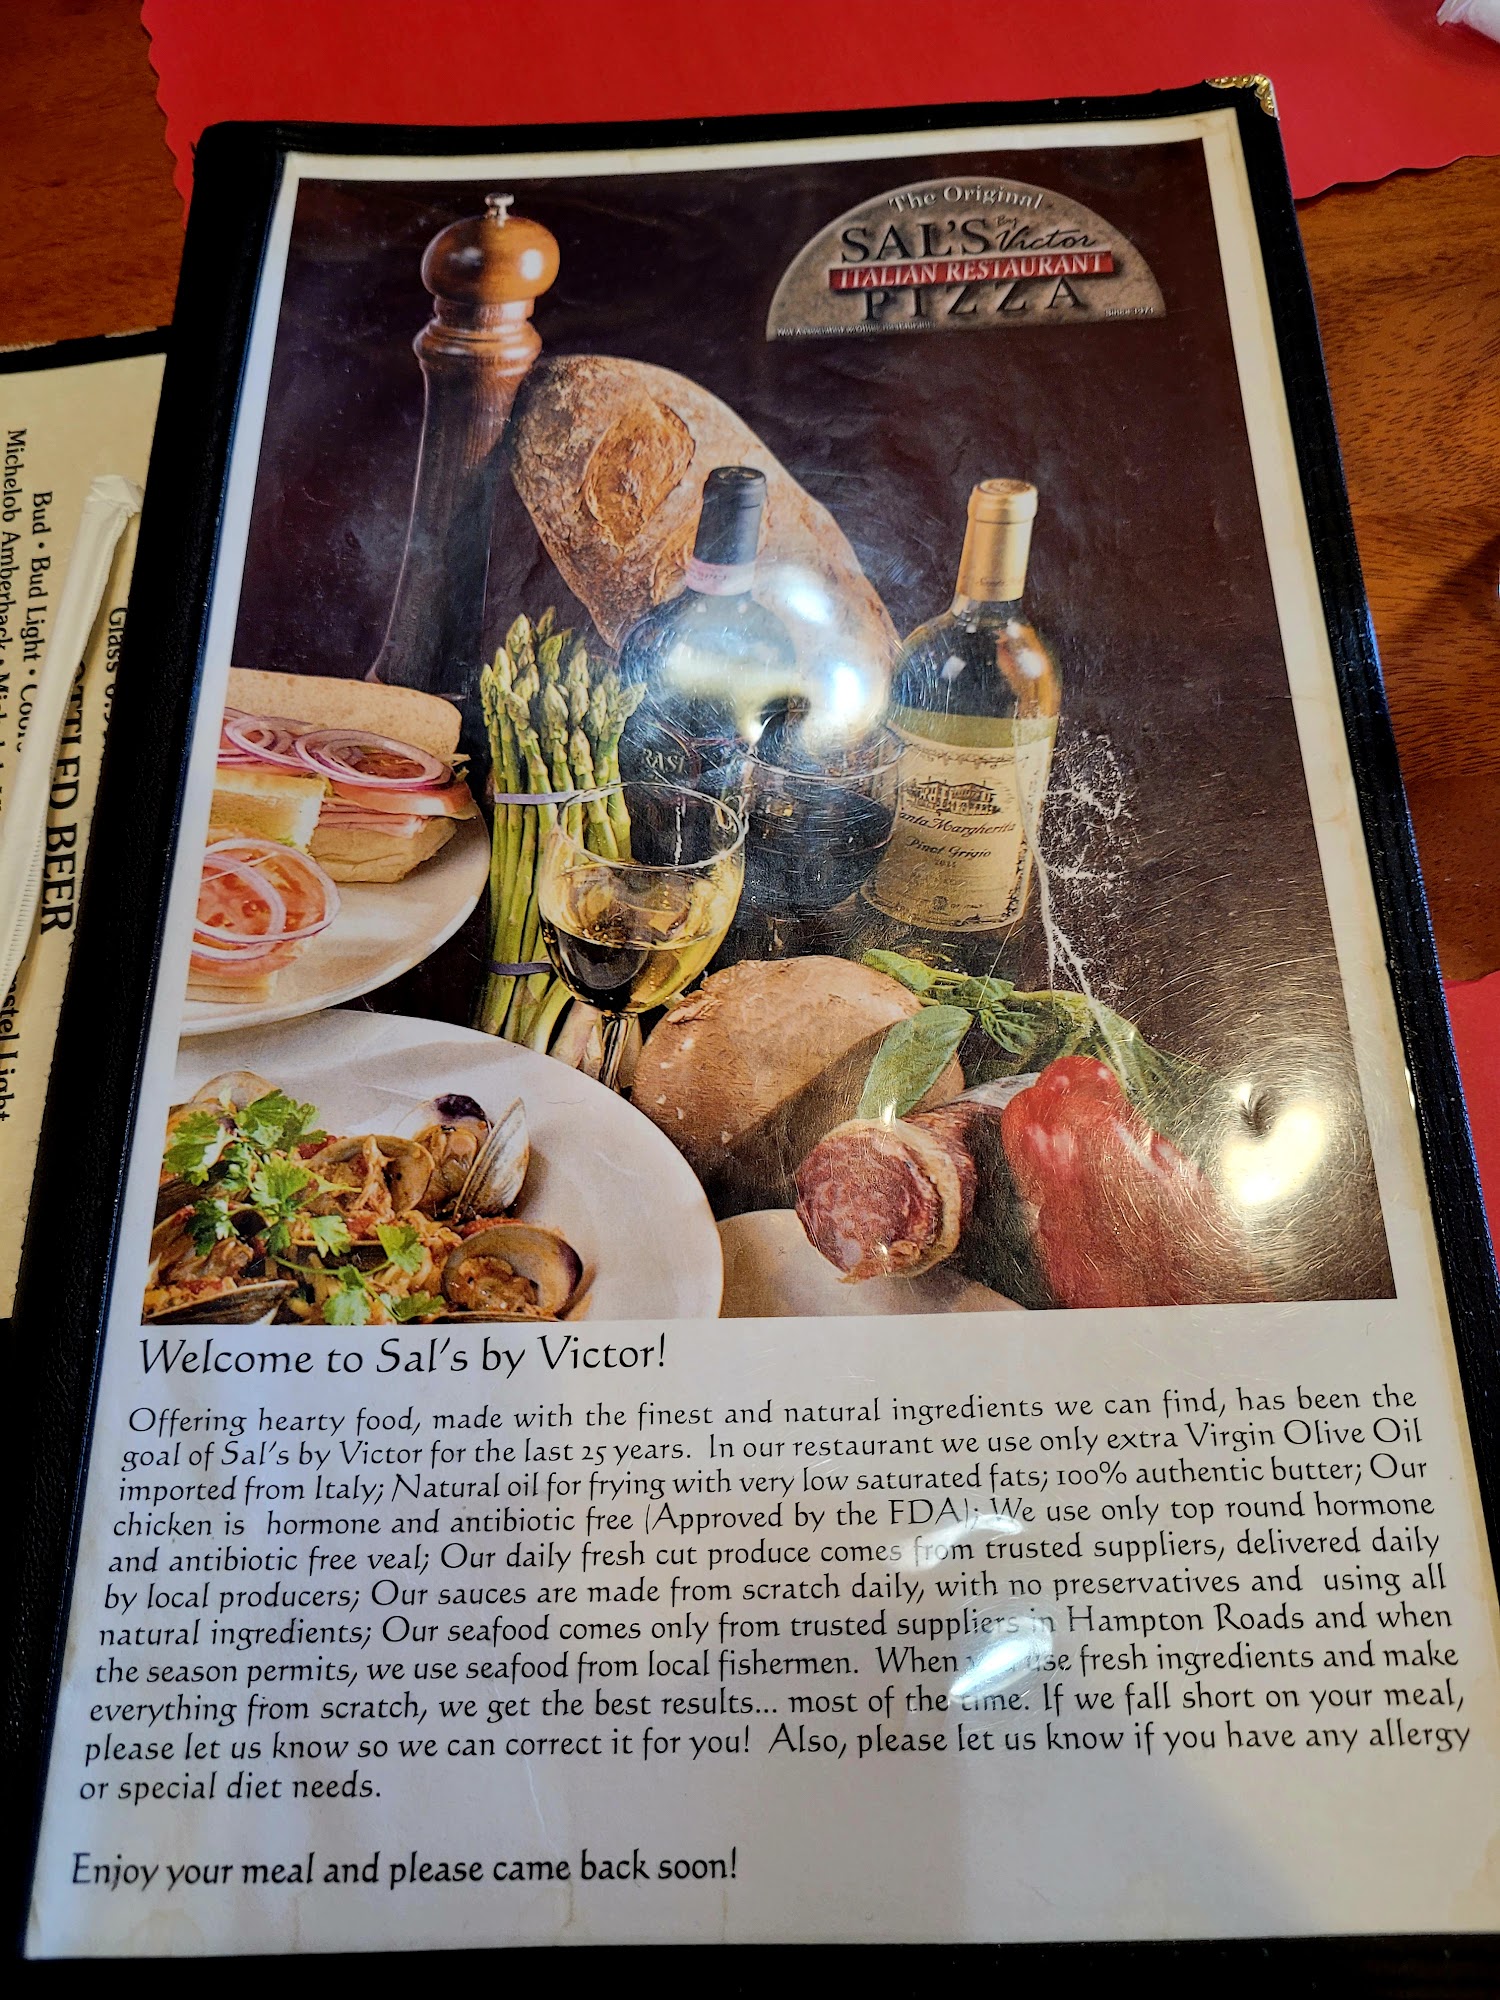 The Original
SAL'S By Victor
ITALIAN RESTAURANT
PIZZA
Since 1974
Santa Margherita
Pinot Grigio
Welcome to Sal's by Victor!
Offering hearty food, made with the finest and natural ingredients we can find, has been the
goal of Sal's by Victor for the last 25 years. In our restaurant we use only extra Virgin Olive Oil
imported from Italy; Natural oil for frying with very low saturated fats; 100% authentic butter; Our
chicken is hormone and antibiotic free (Approved by the FDA); We use only top round hormone
and antibiotic free veal; Our daily fresh cut produce comes from trusted suppliers, delivered daily
by local producers; Our sauces are made from scratch daily, with no preservatives and using all
natural ingredients; Our seafood comes only from trusted suppliers in Hampton Roads and when
the season permits, we use seafood from local fishermen. When you use fresh ingredients and make
everything from scratch, we get the best results... most of the time. If we fall short on your meal,
please let us know so we can correct it for you! Also, please let us know if you have any allergy
or special diet needs.
Enjoy your meal and please came back soon!
Glass
OTTLED BEER
Bud • Bud Light • Coors
Michelob Amberback •
Light